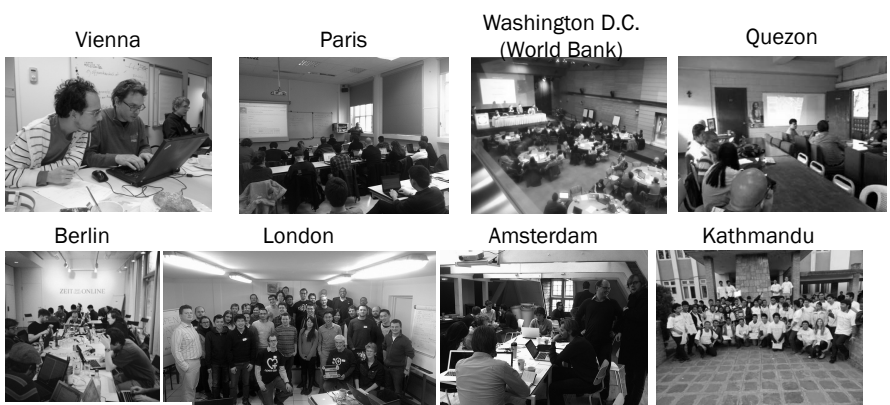 Vienna
Paris
Washington D.C.
(World Bank)
Quezon
Berlin
London
Amsterdam
Kathmandu
ZEIT ONLINE